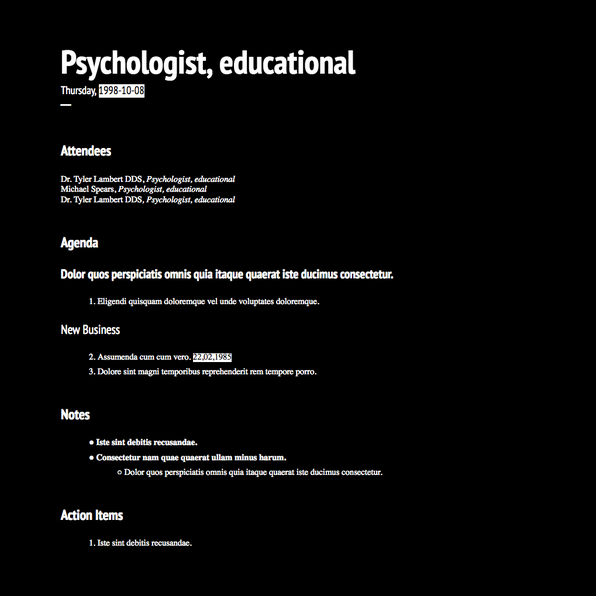 Psychologist, educational
Thursday, 1998-10-08
Attendees
Dr. Tyler Lambert DDS, Psychologist, educational
Michael Spears, Psychologist, educational
Dr. Tyler Lambert DDS, Psychologist, educational
Agenda
Dolor quos perspiciatis omnis quia itaque quaerat iste ducimus consectetur.
1. Eligendi quisquam doloremque vel unde voluptates doloremque.
New Business
2. Assumenda cum cum vero. 22,02,1985
3. Dolore sint magni temporibus reprehenderit rem tempore porro.
Notes
● Iste sint debitis recusandae.
● Consectetur nam quae quaerat ullam minus harum.
○ Dolor quos perspiciatis omnis quia itaque quaerat iste ducimus consectetur.
Action Items
1. Iste sint debitis recusandae.